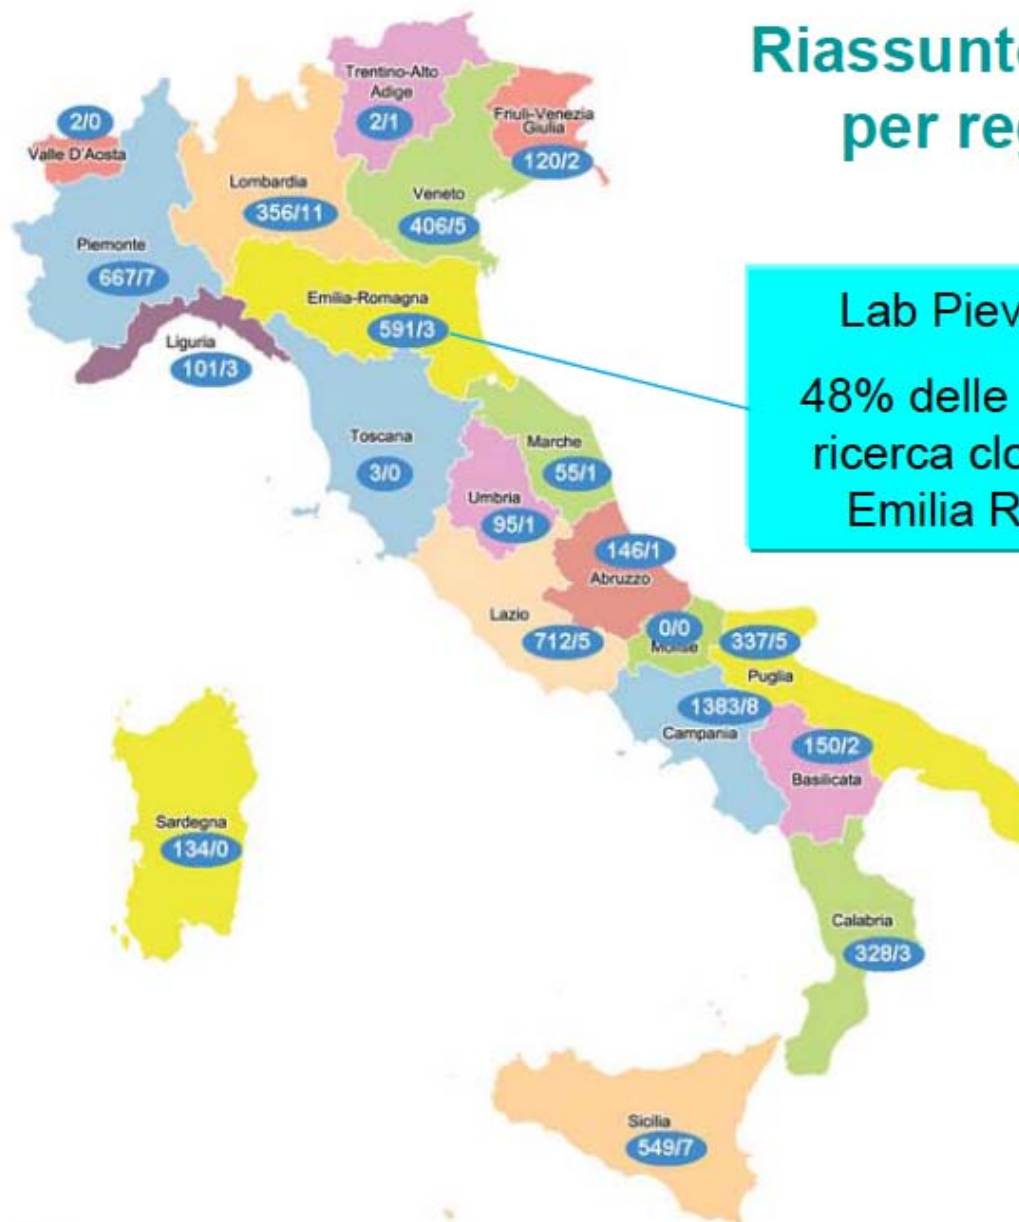 Riassunto
per reg
Trentino-Alto
Adige
2/1
Friuli-Venezia
Giulia
120/2
2/0
Valle D'Aosta
Lombardia
356/11
Veneto
406/5
Piemonte
667/7
Emilia-Romagna
591/3
Lab Piev
48% delle
ricerca clo
Emilia R
Liguria
101/3
Toscana
3/0
Marche
55/1
Umbria
95/1
146/1
Abruzzo
Lazio
712/5
0/0
Molise
337/5
Puglia
1383/8
Campania
150/2
Basilicata
Sardegna
134/0
Calabria
328/3
Sicilia
549/7